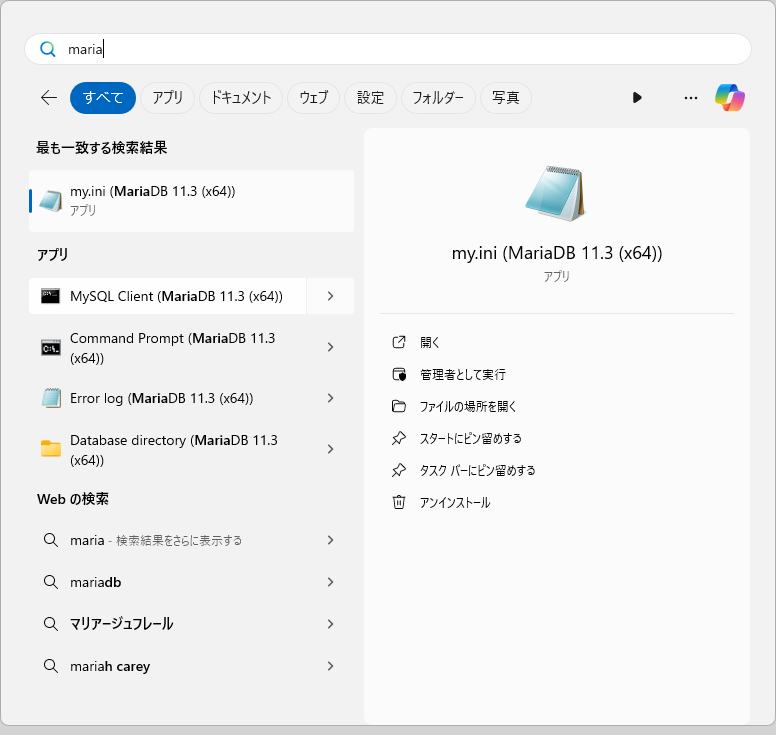 maria
すべて
アプリ
ドキュメント
ウェブ
設定
フォルダー
写真
最も一致する検索結果
my.ini (MariaDB 11.3 (x64))
アプリ
アプリ
MySQL Client (MariaDB 11.3 (x64))
Command Prompt (MariaDB 11.3
(x64))
Error log (MariaDB 11.3 (x64))
Database directory (MariaDB 11.3
(x64))
Web の検索
maria - 検索結果をさらに表示する
mariadb
マリアージュフレール
mariah carey
my.ini (MariaDB 11.3 (x64))
アプリ
開く
管理者として実行
ファイルの場所を開く
スタートにピン留めする
タスク バーにピン留めする
アンインストール